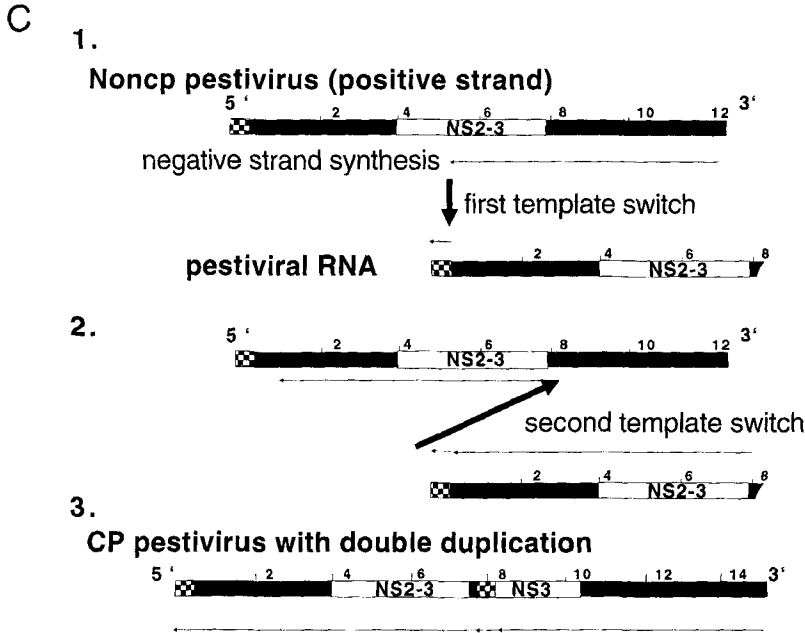 C
1.
Noncp pestivirus (positive strand)
5 ' 2 4 6 8 10 12 3'
NS2-3
negative strand synthesis
first template switch
pestiviral RNA
2 4 6 8
NS2-3
2.
5 ' 2 4 6 8 10 12 3'
NS2-3
second template switch
2 4 6 8
NS2-3
3.
CP pestivirus with double duplication
5 ' 2 4 6 8 10 12 14 3'
NS2-3 NS3